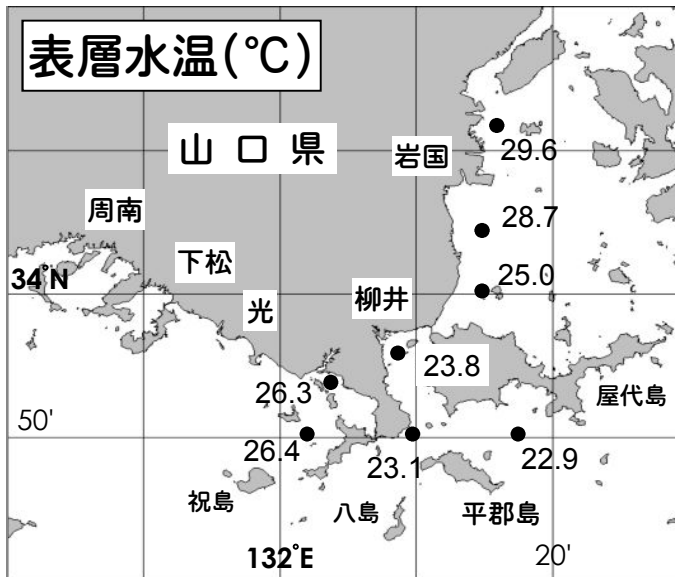 表層水温(℃)
山口県
岩国
29.6
周南
28.7
下松
34°N
25.0
光
柳井
23.8
26.3
屋代島
50'
26.4
23.1
22.9
祝島
八島
平郡島
132°E
20'